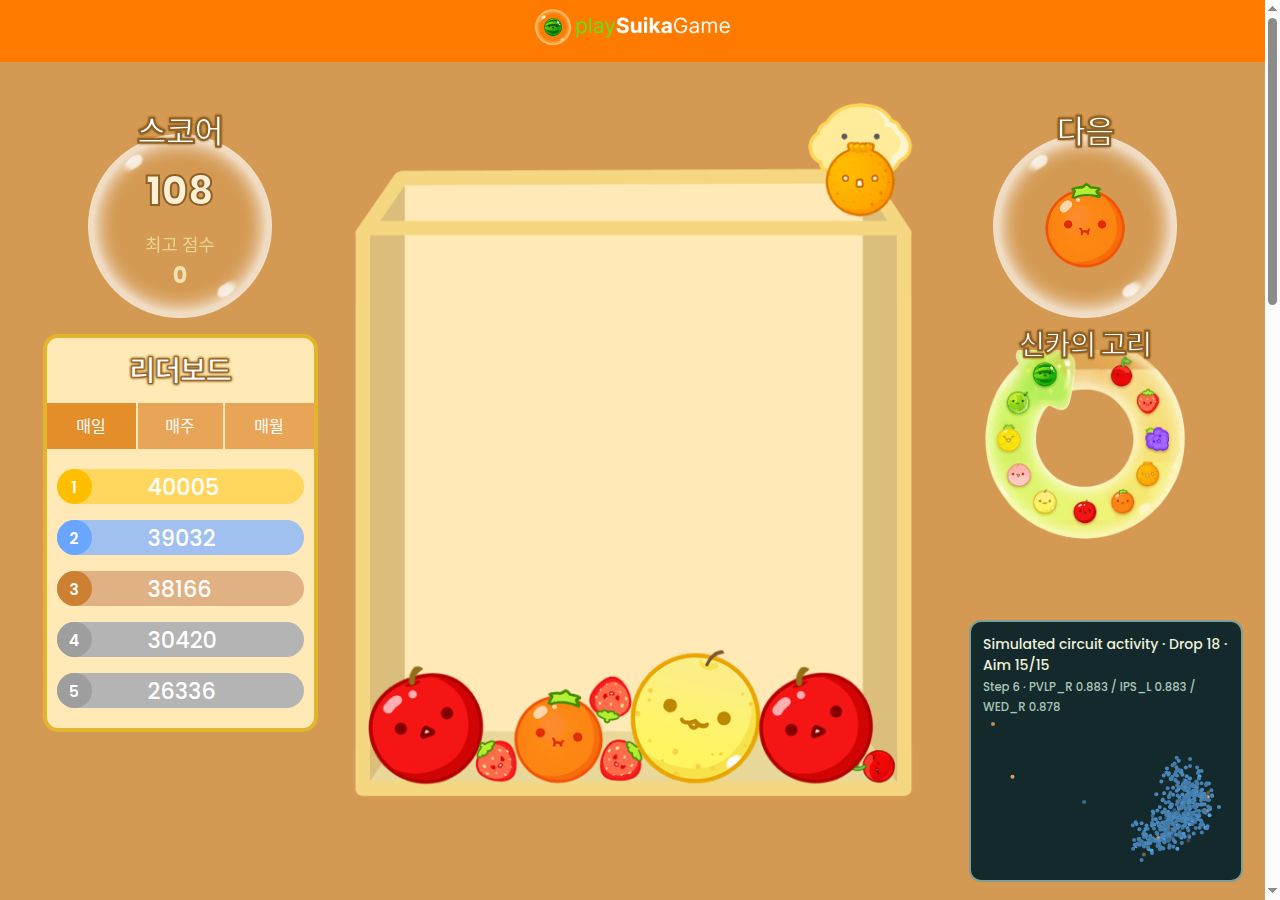 playSuikaGame
스코어
108
최고 점수
0
다음
리더보드
매일 매주 매월
1 40005
2 39032
3 38166
4 30420
5 26336
신카의 고리
Simulated circuit activity · Drop 18 ·
Aim 15/15
Step 6 · PVLP_R 0.883 / IPS_L 0.883 /
WED_R 0.878